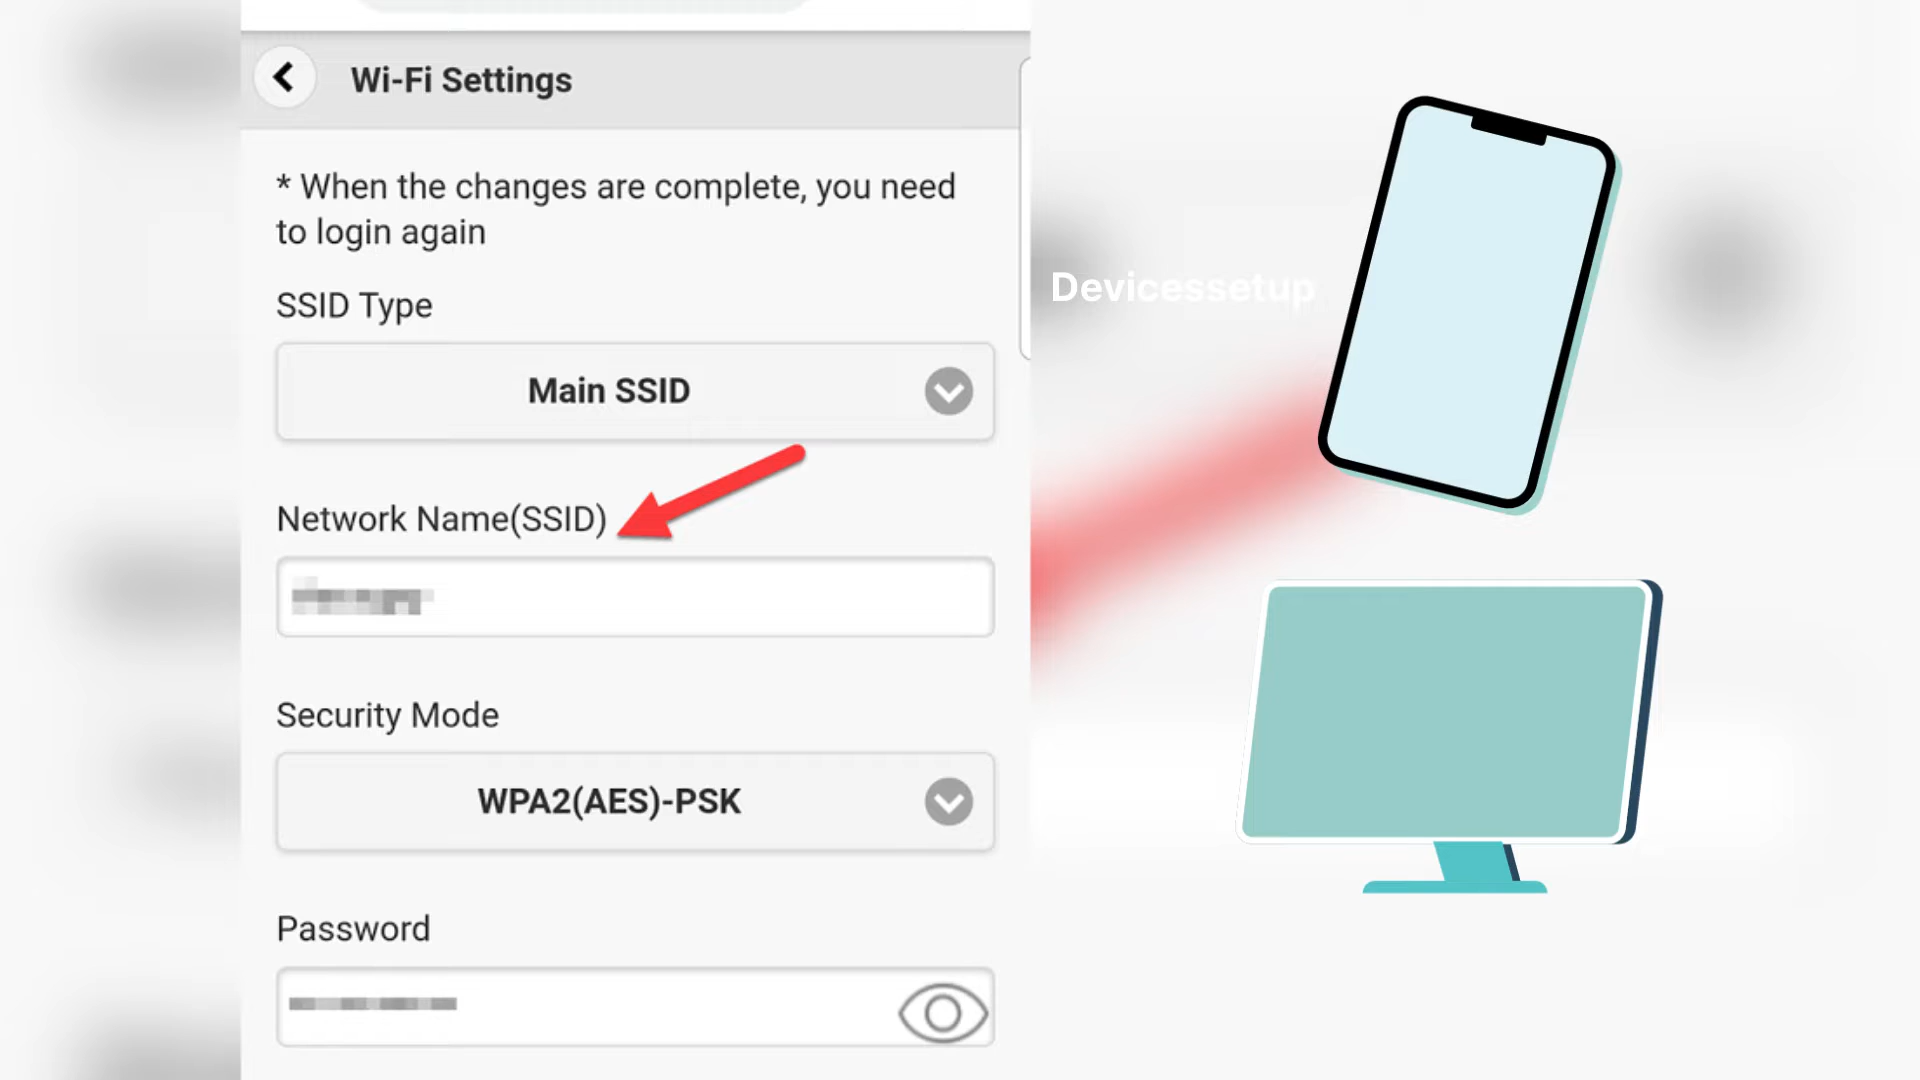 Wi-Fi Settings
* When the changes are complete, you need
to login again
SSID Type
Main SSID
Network Name(SSID)
Security Mode
WPA2(AES)-PSK
Password
Devicessetup